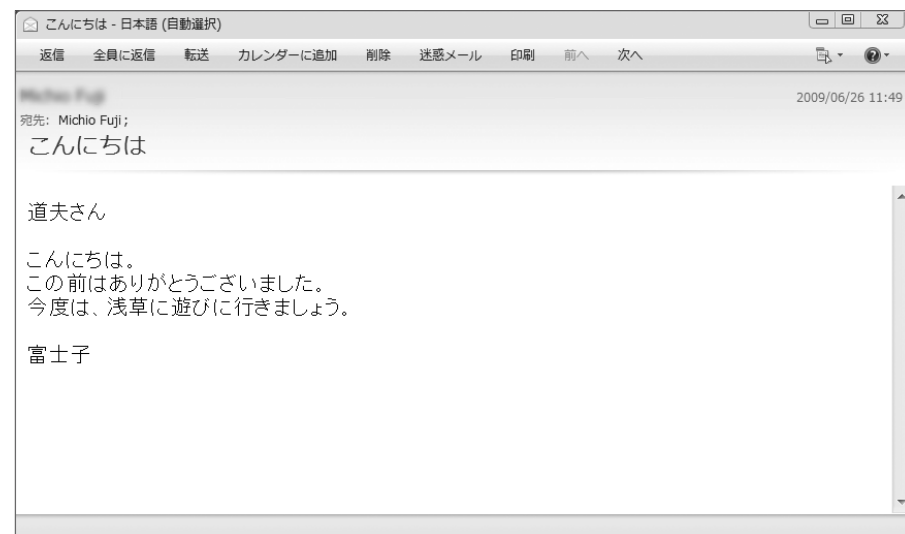 こんにちは - 日本語 (自動選択)
返信 全員に返信 転送 カレンダーに追加 削除 迷惑メール 印刷 前へ 次へ
2009/06/26 11:49
宛先: Michio Fuji;
こんにちは
道夫さん
こんにちは。
この前はありがとうございました。
今度は、浅草に遊びに行きましょう。
富士子